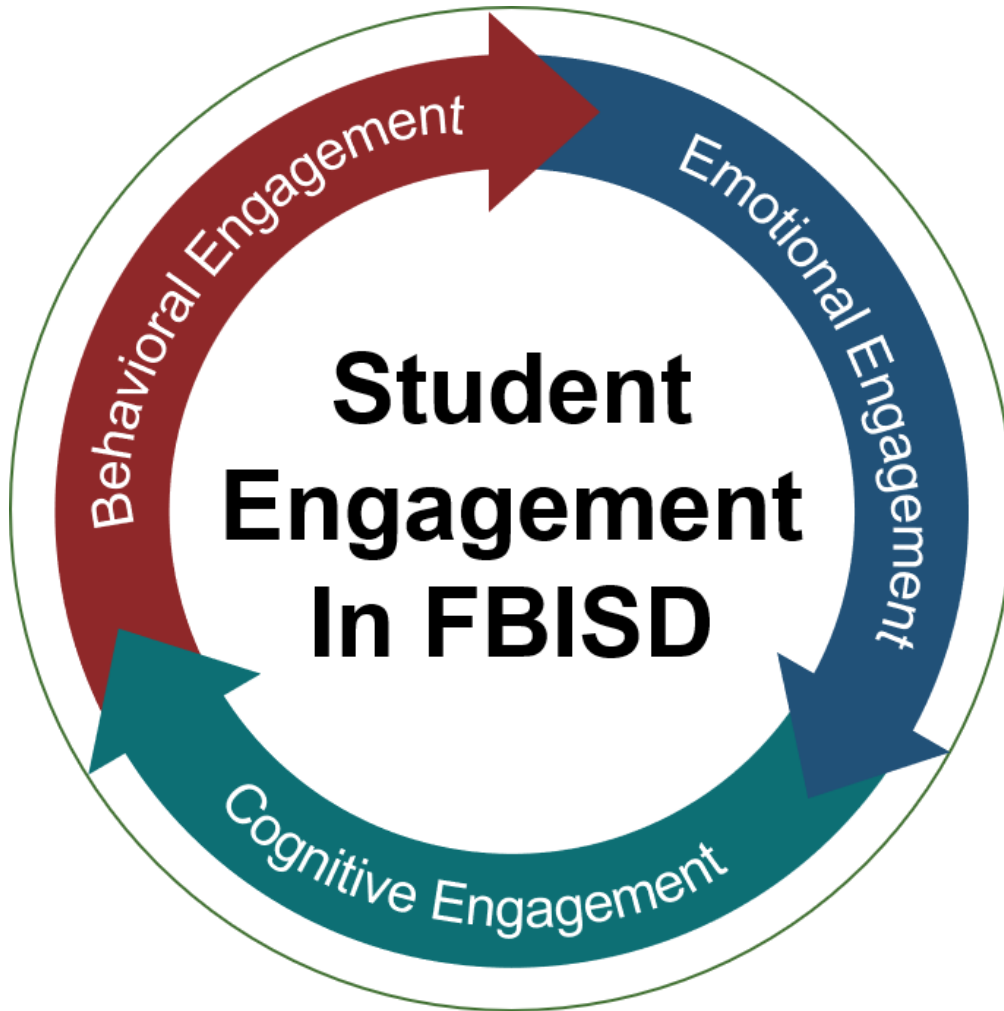 Behavioral Engagement
Emotional Engagement
Student
Engagement
In FBISD
Cognitive Engagement